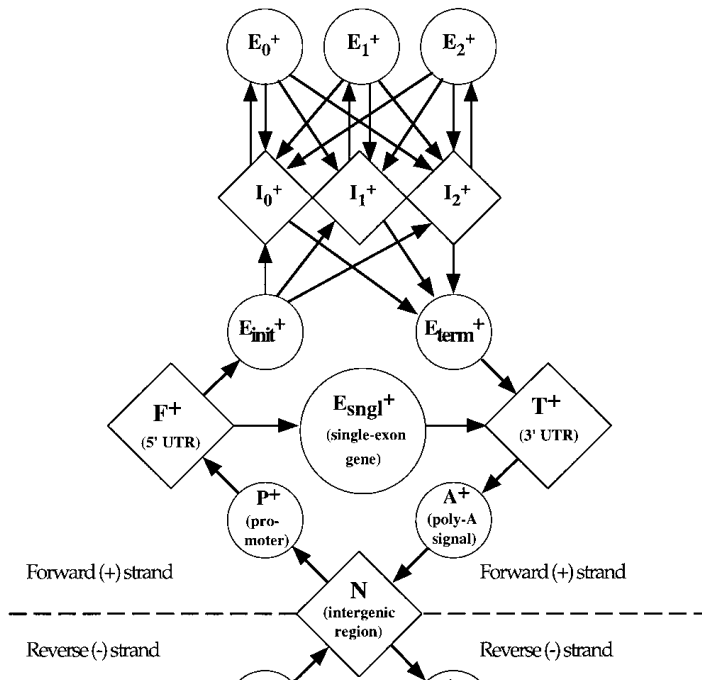 E0+ E1+ E2+
I0+ I1+ I2+
Einit+ Eterm+
Esngl+
(single-exon
gene)
F+
(5' UTR)
T+
(3' UTR)
P+
(pro-
moter)
A+
(poly-A
signal)
Forward (+) strand Forward (+) strand
N
(intergenic
region)
Reverse (-) strand Reverse (-) strand